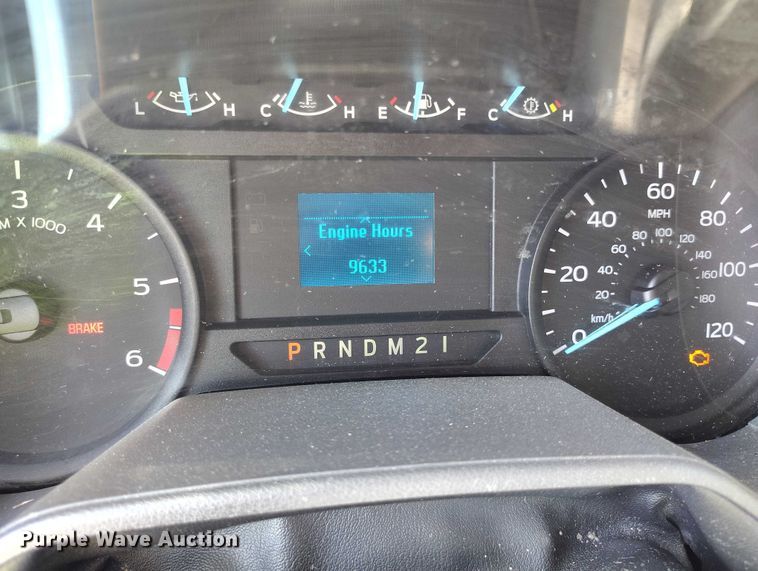 L H C H E F C H
3
M X 1000
4
5
6
BRAKE
Engine Hours
9633
P R N D M 2 1
0 20 40 60 80 100 120
MPH
20 40 60 80 100 120 140 160 180
km/h
Purple Wave Auction